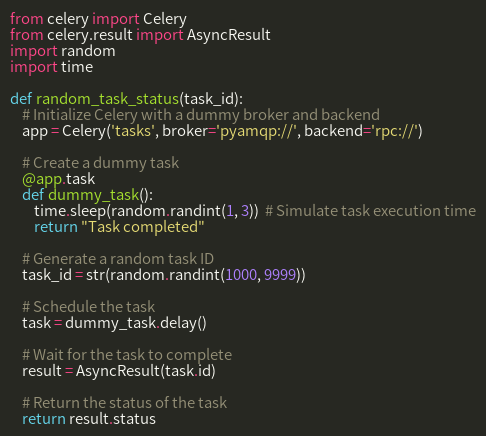 from celery import Celery
from celery.result import AsyncResult
import random
import time

def random_task_status(task_id):
    # Initialize Celery with a dummy broker and backend
    app = Celery('tasks', broker='pyamqp://', backend='rpc://')

    # Create a dummy task
    @app.task
    def dummy_task():
        time.sleep(random.randint(1, 3))  # Simulate task execution time
        return "Task completed"

    # Generate a random task ID
    task_id = str(random.randint(1000, 9999))

    # Schedule the task
    task = dummy_task.delay()

    # Wait for the task to complete
    result = AsyncResult(task.id)

    # Return the status of the task
    return result.status